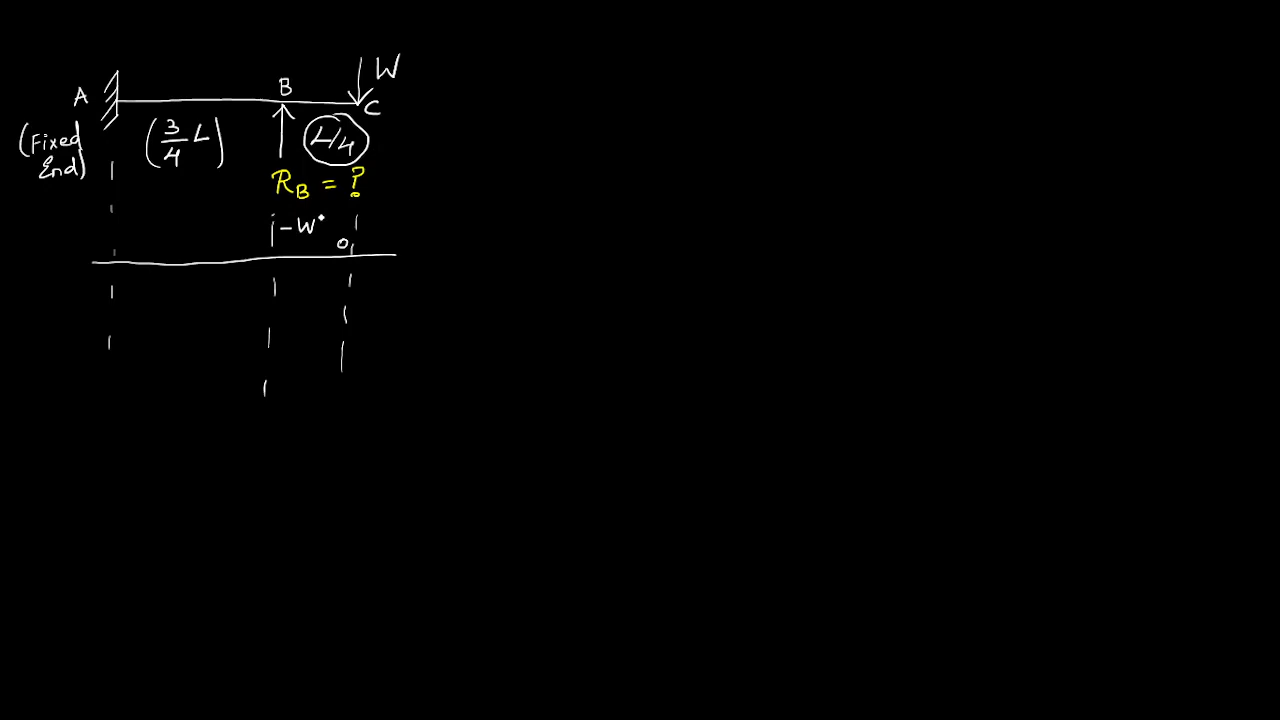 W
B
A
C
(Fixed End)
(3/4 L)
L/4
R_B = ?
-W
0